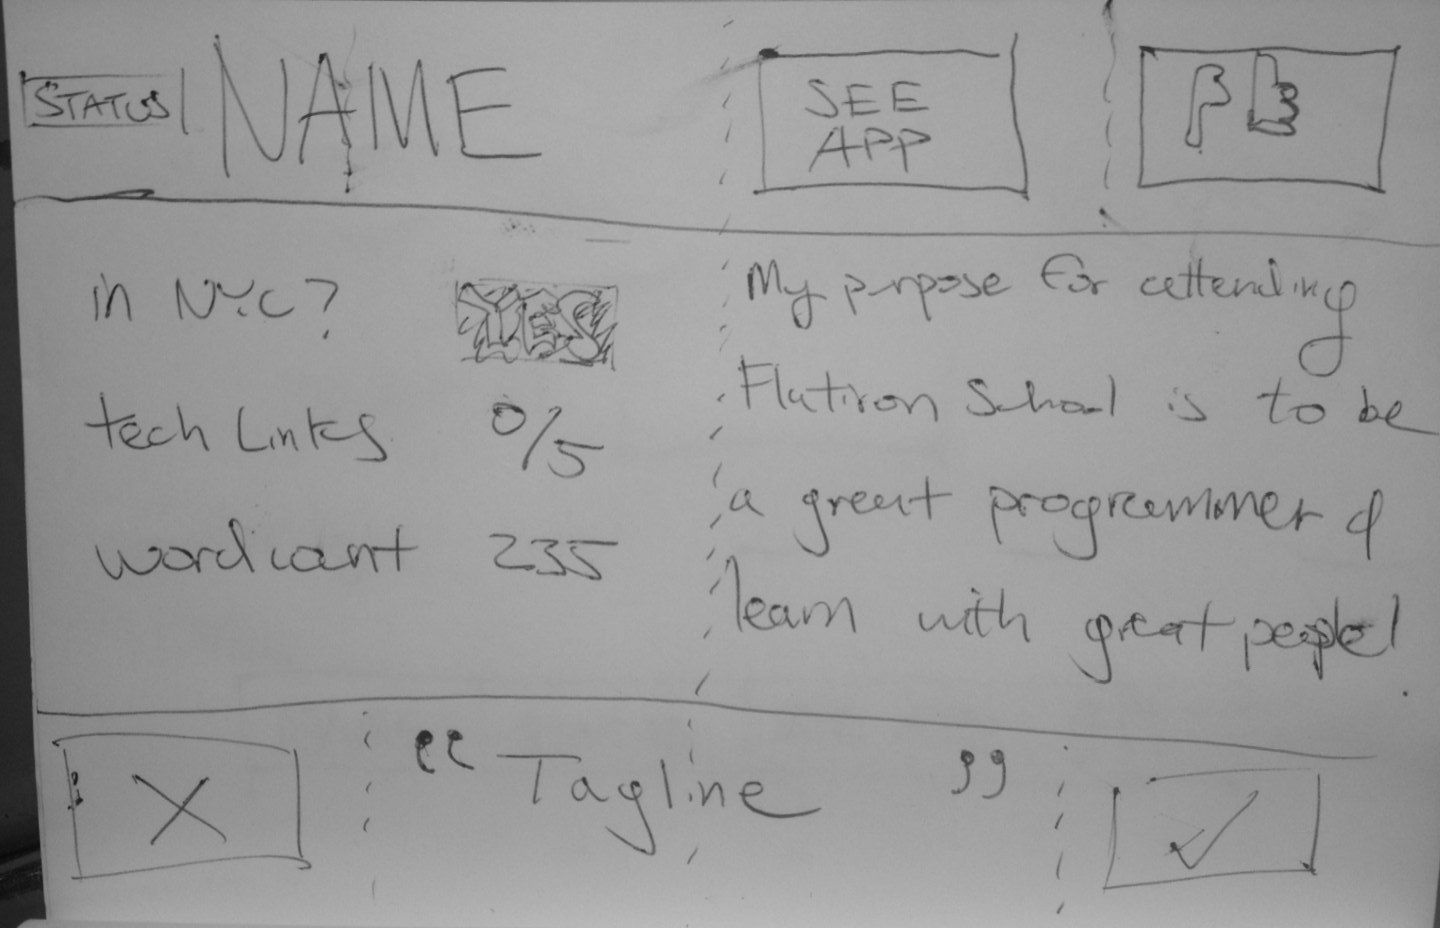 STATUS NAME SEE
APP
in NYC? YES
tech Links 0/5
wordcount 235
My purpose for attending
Flatiron School is to be
a great programmer &
learn with great people!
X “ Tagline ” ✓